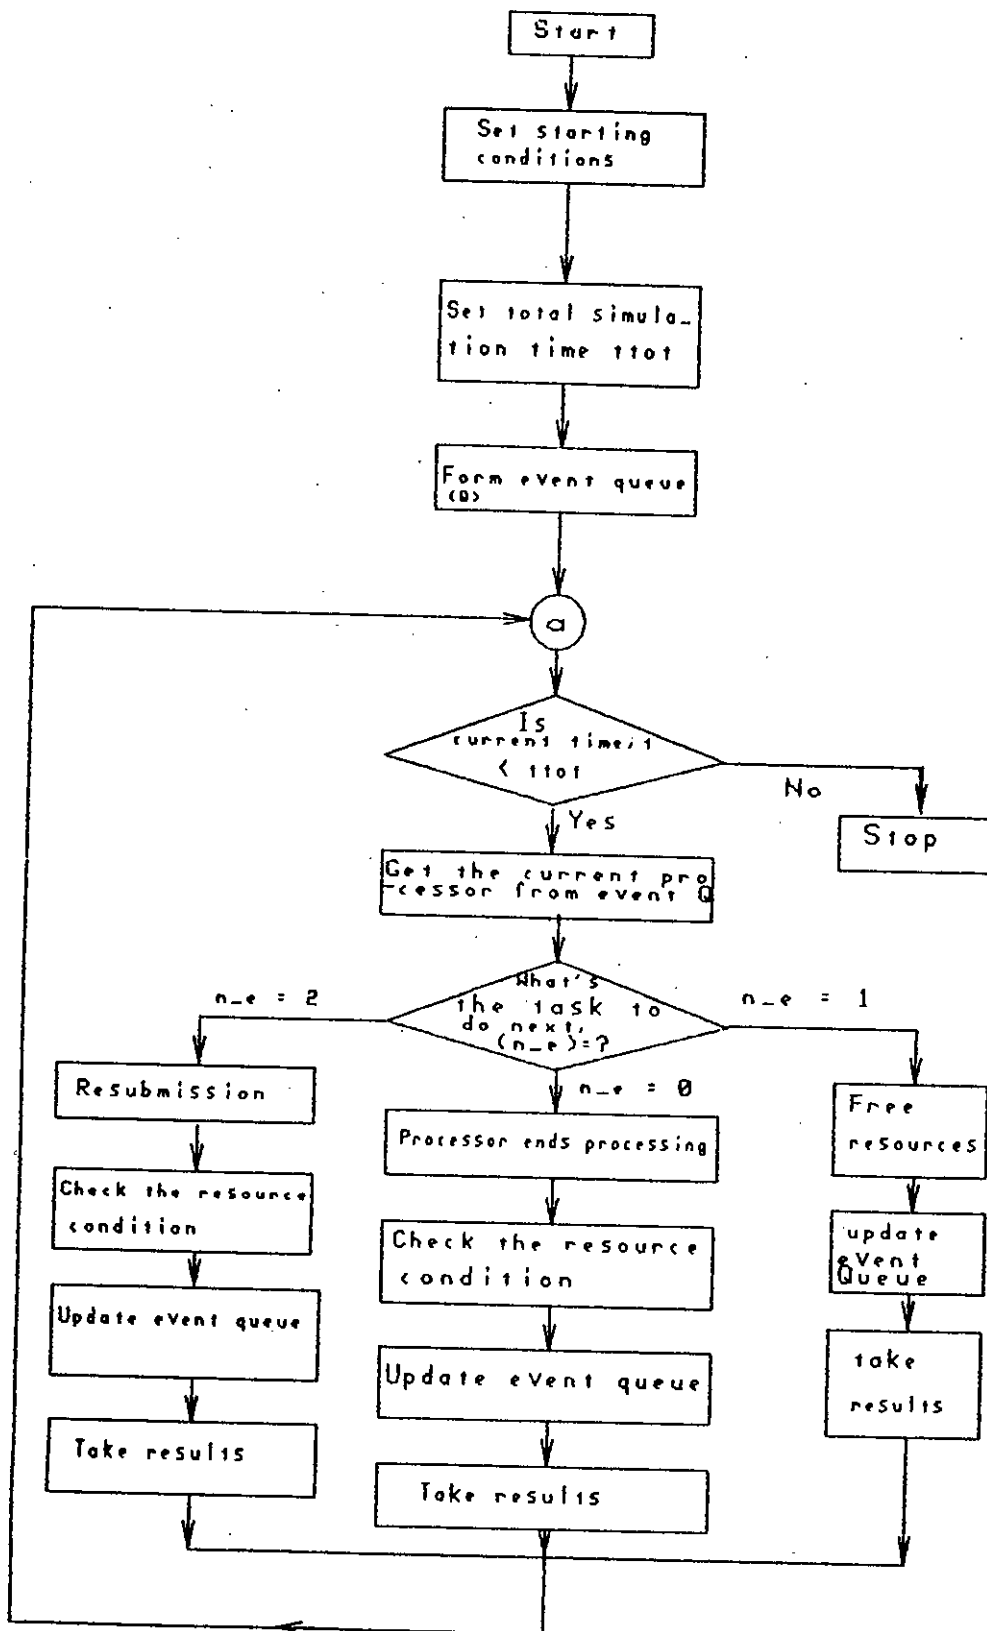 Start
Set starting
conditions
Set total simula-
tion time ttot
Form event queue
(Q)
a
Is
current time,t
< ttot
No
Yes
Stop
Get the current pro
-cessor from event Q
What's
the task to
do next,
(n_e)=?
n_e = 2
n_e = 1
n_e = 0
Resubmission
Processor ends processing
Free
resources
Check the resource
condition
Check the resource
condition
update
event
Queue
Update event queue
Update event queue
take
results
Take results
Take results